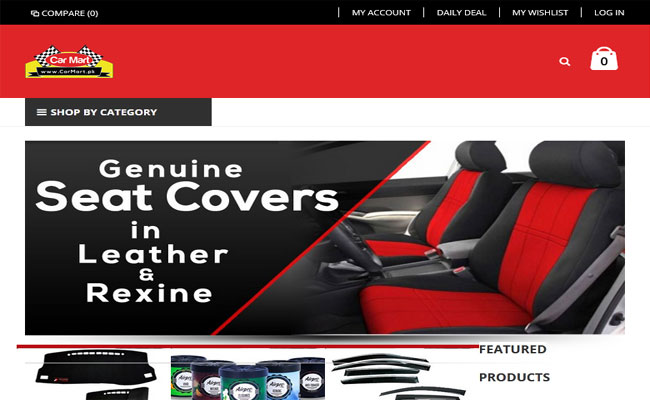 COMPARE (0)
MY ACCOUNT
DAILY DEAL
MY WISHLIST
LOG IN
Car Mart
www.CarMart.pk
0
SHOP BY CATEGORY
Genuine
Seat Covers
in
Leather
&
Rexine
FEATURED
PRODUCTS